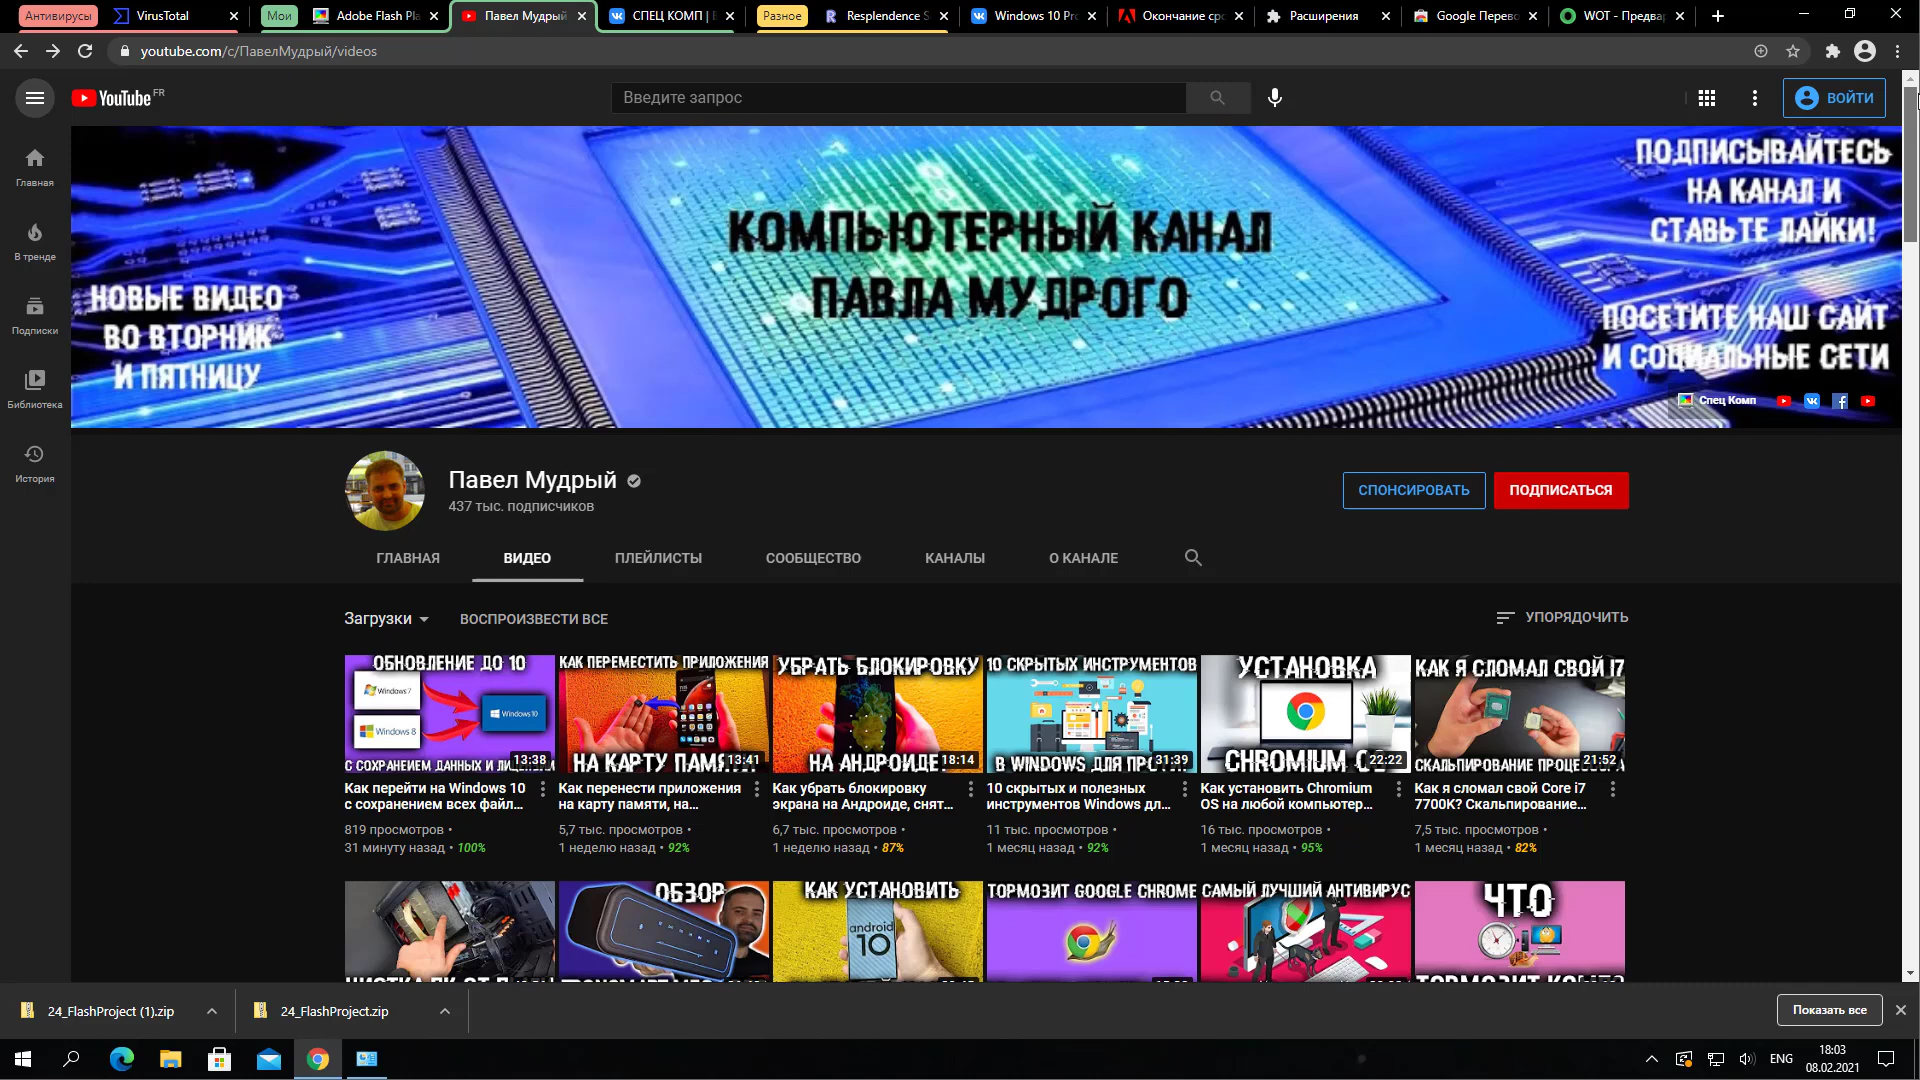 Антивирусы
VirusTotal
Мои
Adobe Flash Pla
Павел Мудрый
СПЕЦ КОМП | В
Разное
Resplendence S
Windows 10 Pro
Окончание сро
Расширения
Google Перево
WOT - Предвар
youtube.com/c/ПавелМудрый/videos
YouTube FR
Введите запрос
ВОЙТИ
Главная
В тренде
Подписки
Библиотека
История
НОВЫЕ ВИДЕО
ВО ВТОРНИК
И ПЯТНИЦУ
КОМПЬЮТЕРНЫЙ КАНАЛ
ПАВЛА МУДРОГО
ПОДПИСЫВАЙТЕСЬ
НА КАНАЛ И
СТАВЬТЕ ЛАЙКИ!
ПОСЕТИТЕ НАШ САЙТ
И СОЦИАЛЬНЫЕ СЕТИ
Спец Комп
Павел Мудрый
437 тыс. подписчиков
СПОНСИРОВАТЬ
ПОДПИСАТЬСЯ
ГЛАВНАЯ
ВИДЕО
ПЛЕЙЛИСТЫ
СООБЩЕСТВО
КАНАЛЫ
О КАНАЛЕ
Загрузки
ВОСПРОИЗВЕСТИ ВСЕ
УПОРЯДОЧИТЬ
ОБНОВЛЕНИЕ ДО 10
Windows 7
Windows 8
Windows 10
С СОХРАНЕИЕМ ДАННЫХ И
13:38
Как перейти на Windows 10
с сохранением всех файл...
819 просмотров •
31 минуту назад • 100%
КАК ПЕРЕМЕСТИТЬ ПРИЛОЖЕНИЯ
НА КАРТУ ПАМЯТИ
13:41
Как перенести приложения
на карту памяти, на...
5,7 тыс. просмотров •
1 неделю назад • 92%
УБРАТЬ БЛОКИРОВКУ
НА АНДРОИДЕ
18:14
Как убрать блокировку
экрана на Андроиде, снят...
6,7 тыс. просмотров •
1 неделю назад • 87%
10 СКРЫТЫХ ИНСТРУМЕНТОВ
В WINDOWS ДЛЯ
31:39
10 скрытых и полезных
инструментов Windows дл...
11 тыс. просмотров •
1 месяц назад • 92%
УСТАНОВКА
CHROMIUM
22:22
Как установить Chromium
OS на любой компьютер...
16 тыс. просмотров •
1 месяц назад • 95%
КАК Я СЛОМАЛ СВОЙ I7
СКАЛЬПИРОВАНИЕ
21:52
Как я сломал свой Core i7
7700K? Скальпирование...
7,5 тыс. просмотров •
1 месяц назад • 82%
ОБЗОР
КАК УСТАНОВИТЬ
android
10
ТОРМОЗИТ GOOGLE CHROME
САМЫЙ ЛУЧШИЙ АНТИВИРУС
ЧТО
24_FlashProject (1).zip
24_FlashProject.zip
Показать все
ENG
18:03
08.02.2021